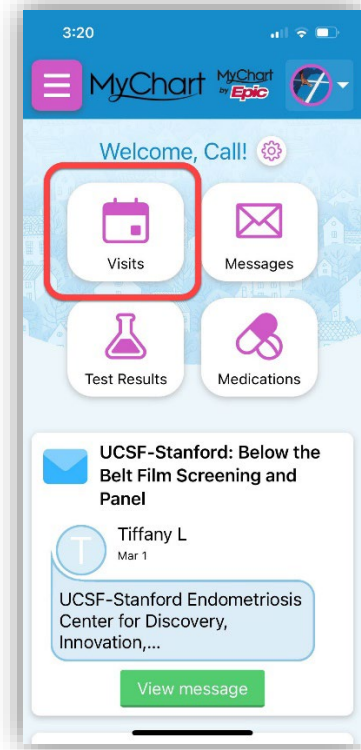 3:20
MyChart MyChart
by Epic
Welcome, Call!
Visits
Messages
Test Results
Medications
UCSF-Stanford: Below the
Belt Film Screening and
Panel
T
Tiffany L
Mar 1
UCSF-Stanford Endometriosis
Center for Discovery,
Innovation,...
View message